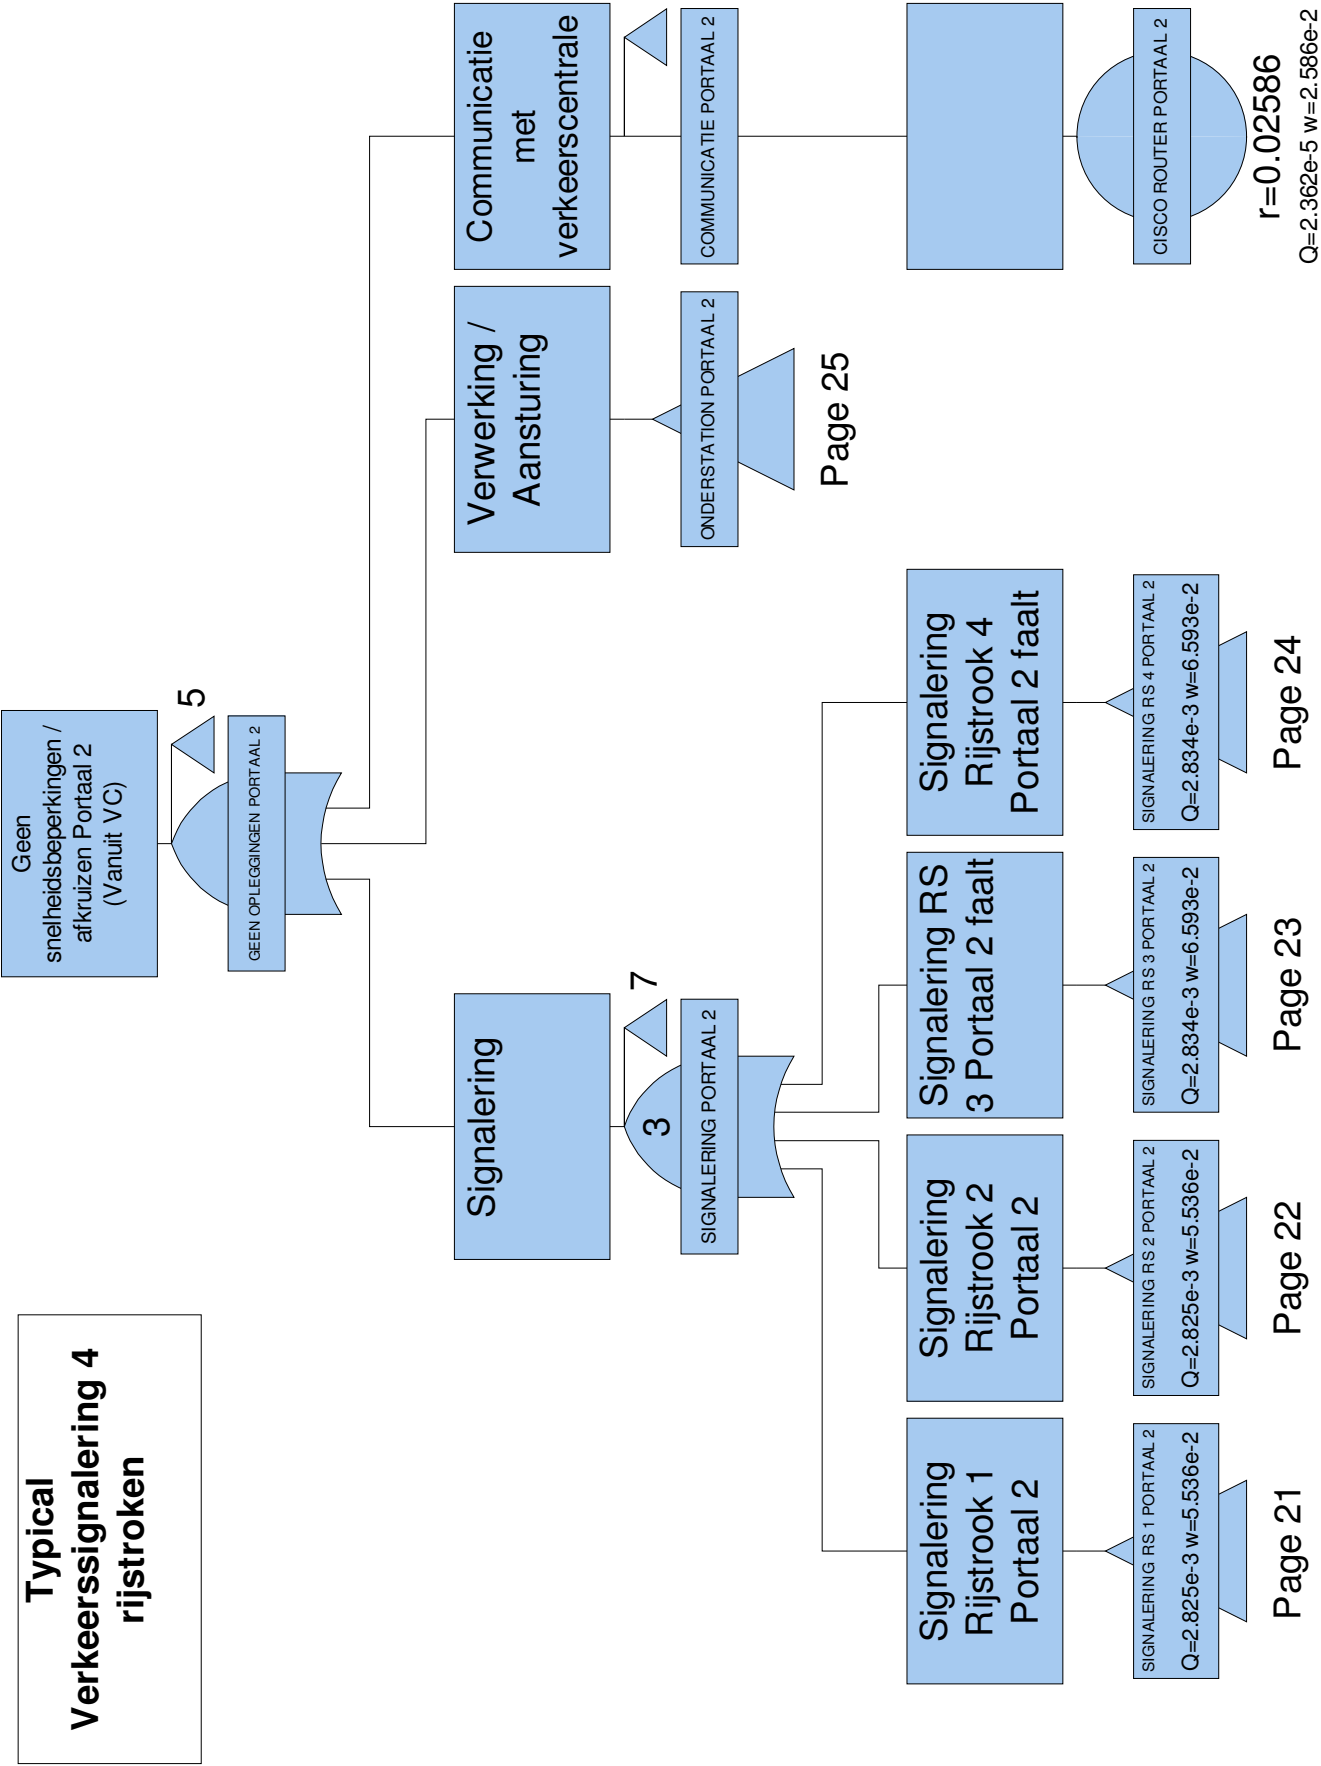 Typical
Verkeerssignalering 4
rijstroken
Geen
snelheidsbeperkingen /
afkruizen Portaal 2
(Vanuit VC)
5
GEEN OPLEGGINGEN PORTAAL 2
Signalering
7
3
SIGNALERING PORTAAL 2
Verwerking /
Aansturing
ONDERSTATION PORTAAL 2
Page 25
Communicatie
met
verkeerscentrale
COMMUNICATIE PORTAAL 2
Signalering
Rijstrook 1
Portaal 2
SIGNALERING RS 1 PORTAAL 2
Q=2.825e-3 w=5.536e-2
Page 21
Signalering
Rijstrook 2
Portaal 2
SIGNALERING RS 2 PORTAAL 2
Q=2.825e-3 w=5.536e-2
Page 22
Signalering RS
3 Portaal 2 faalt
SIGNALERING RS 3 PORTAAL 2
Q=2.834e-3 w=6.593e-2
Page 23
Signalering
Rijstrook 4
Portaal 2 faalt
SIGNALERING RS 4 PORTAAL 2
Q=2.834e-3 w=6.593e-2
Page 24
CISCO ROUTER PORTAAL 2
r=0.02586
Q=2.362e-5 w=2.586e-2